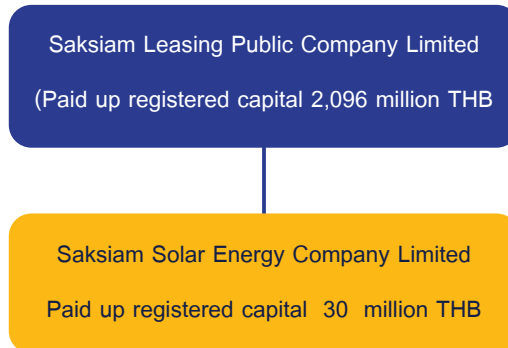 Saksiam Leasing Public Company Limited
(Paid up registered capital 2,096 million THB
Saksiam Solar Energy Company Limited
Paid up registered capital 30 million THB